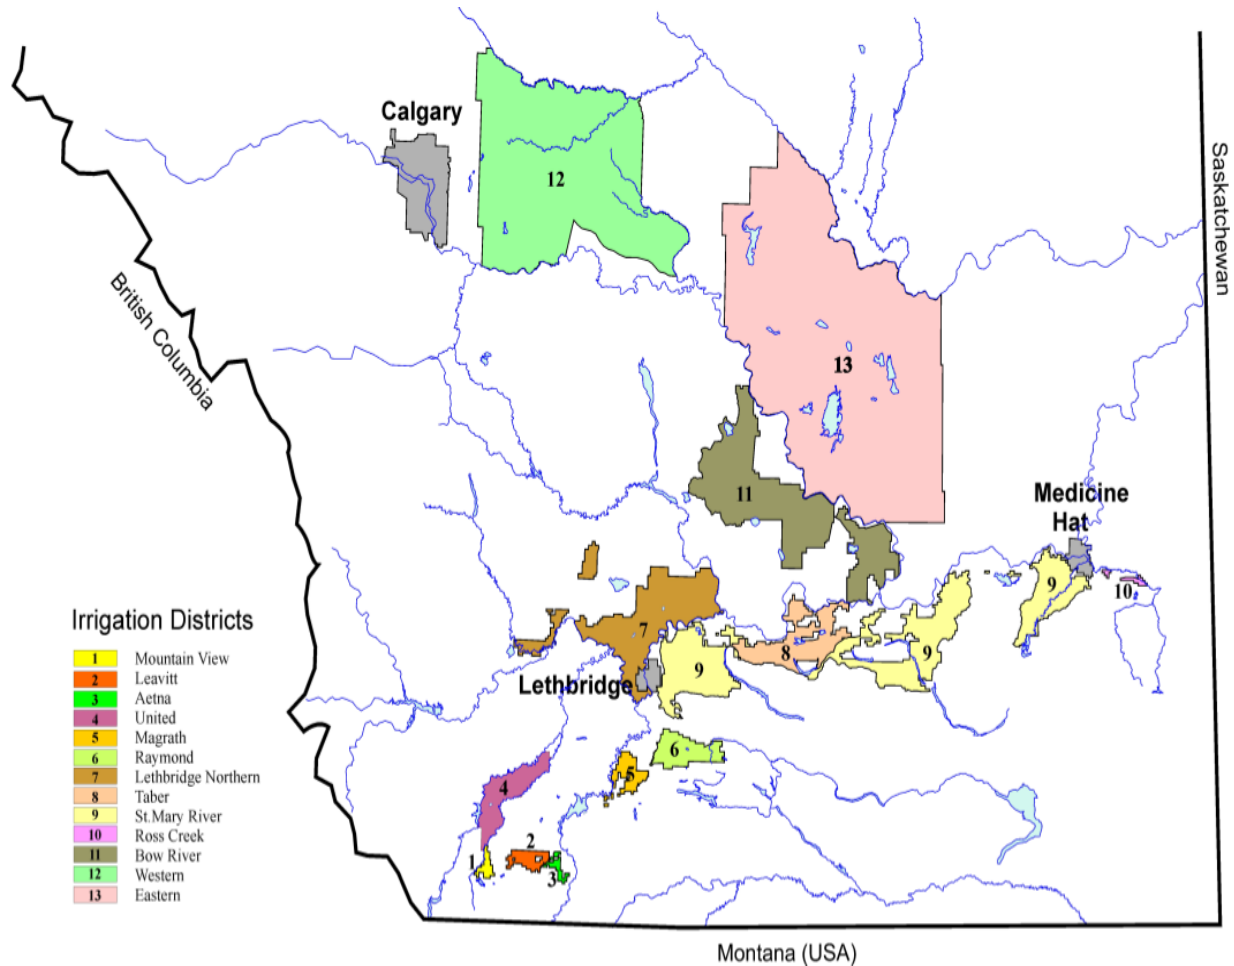 Calgary
12
Saskatchewan
British Columbia
13
11
Medicine
Hat
9
10
7
8
9
9
Lethbridge
6
5
4
2
1
3
Irrigation Districts
1 Mountain View
2 Leavitt
3 Aetna
4 United
5 Magrath
6 Raymond
7 Lethbridge Northern
8 Taber
9 St.Mary River
10 Ross Creek
11 Bow River
12 Western
13 Eastern
Montana (USA)